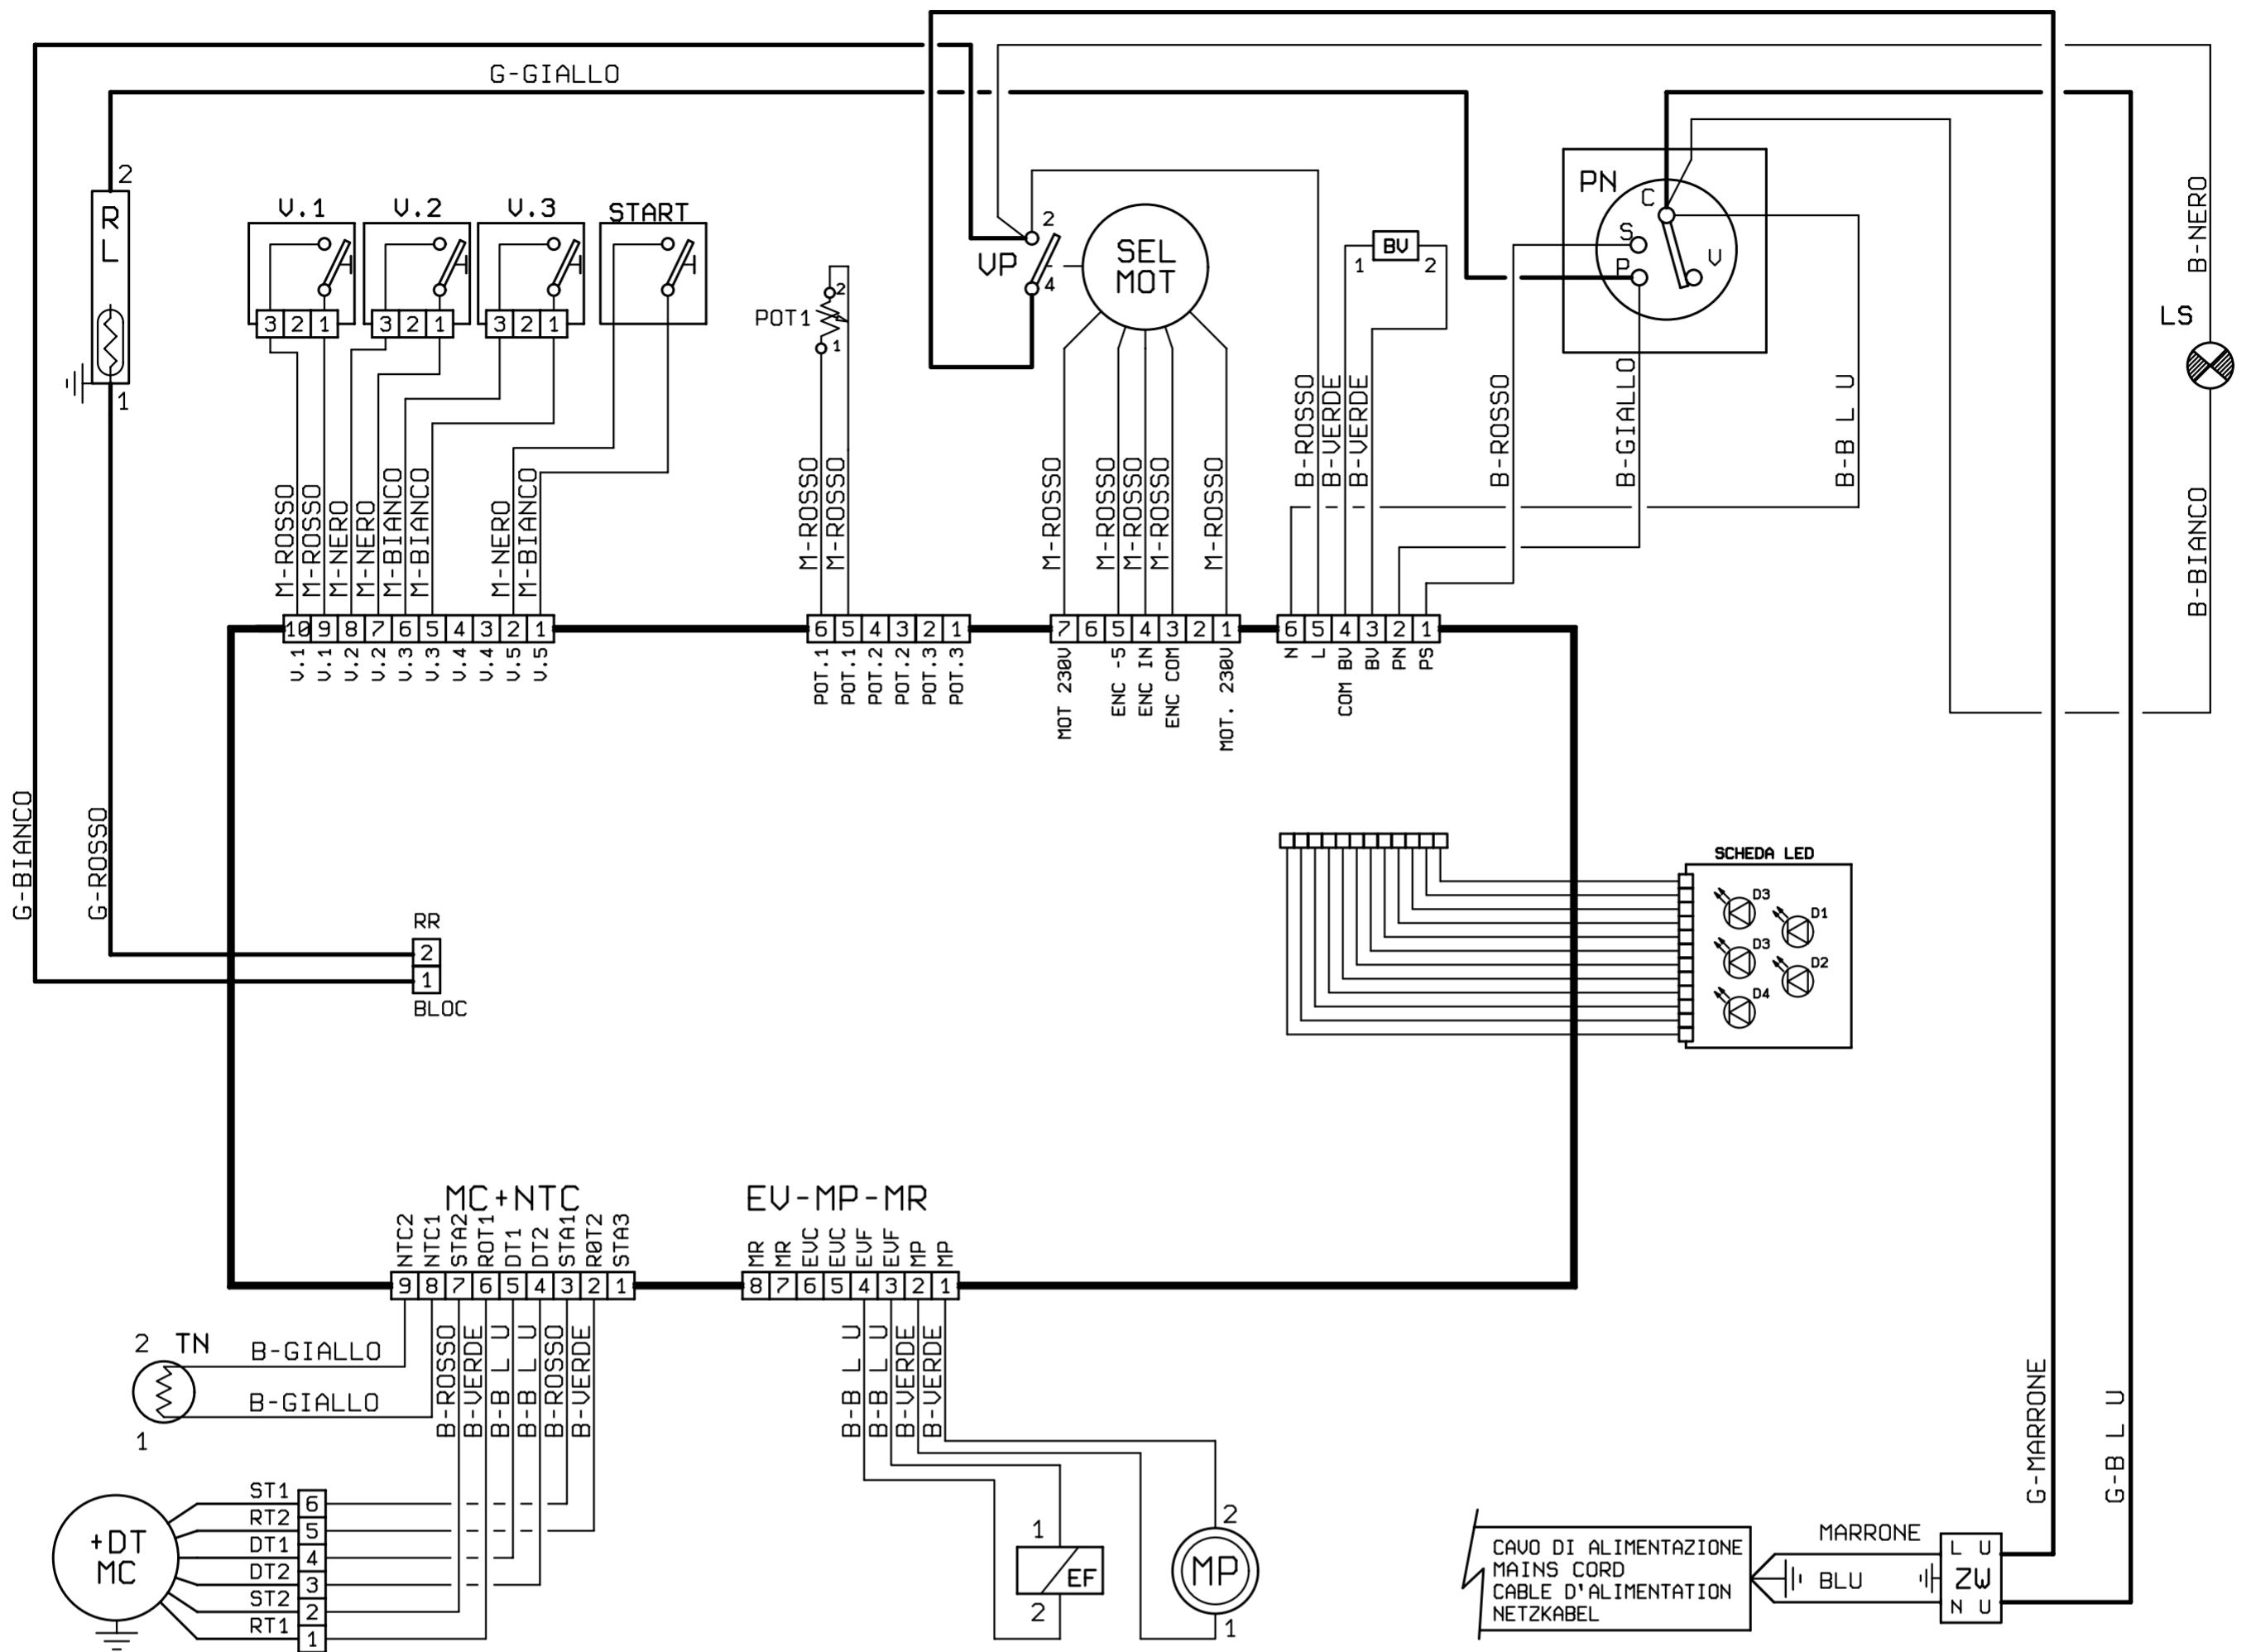 G-GIALLO
2
RL
1
V.1
V.2
V.3
START
3 2 1
3 2 1
3 2 1
POT1
2
1
VP
2
4
SEL
MOT
BV
1
2
PN
C
S
P
V
LS
B-NERO
B-BIANCO
M-ROSSO
M-ROSSO
M-NERO
M-NERO
M-BIANCO
M-BIANCO
M-NERO
M-BIANCO
M-ROSSO
M-ROSSO
M-ROSSO
M-ROSSO
M-ROSSO
M-ROSSO
M-ROSSO
B-ROSSO
B-VERDE
B-VERDE
B-ROSSO
B-GIALLO
B-B L U
10 9 8 7 6 5 4 3 2 1
V.1
V.1
V.2
V.2
V.3
V.3
V.4
V.4
V.5
V.5
6 5 4 3 2 1
POT.1
POT.1
POT.2
POT.2
POT.3
POT.3
7 6 5 4 3 2 1
MOT 230V
ENC -5
ENC IN
ENC COM
MOT. 230V
6 5 4 3 2 1
N
L
COM BV
BV
PN
PS
G-BIANCO
G-ROSSO
RR
2
1
BLOC
SCHEDA LED
D3
D1
D3
D2
D4
MC+NTC
NTC2
NTC1
STA2
ROT1
DT1
DT2
STA1
R0T2
STA3
9 8 7 6 5 4 3 2 1
EV-MP-MR
MR
MR
EVC
EVC
EVF
EVF
MP
MP
8 7 6 5 4 3 2 1
2 TN
B-GIALLO
B-GIALLO
1
B-ROSSO
B-VERDE
B-B L U
B-B L U
B-ROSSO
B-VERDE
B-B L U
B-B L U
B-VERDE
B-VERDE
+DT
MC
ST1 6
RT2 5
DT1 4
DT2 3
ST2 2
RT1 1
1
EF
2
2
MP
1
CAVO DI ALIMENTAZIONE
MAINS CORD
CABLE D'ALIMENTATION
NETZKABEL
MARRONE
BLU
L U
ZW
N U
G-MARRONE
G-B L U